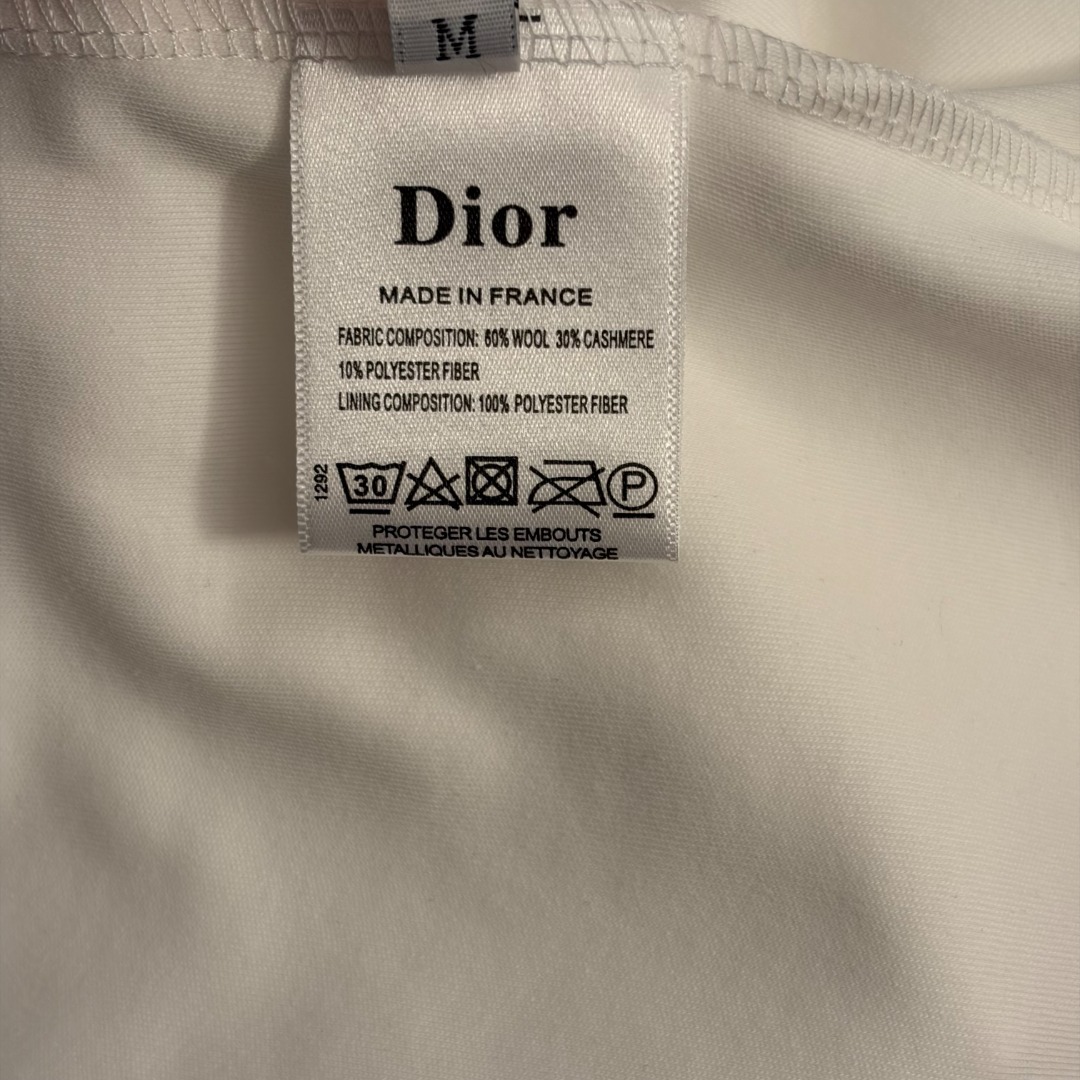 M
Dior
MADE IN FRANCE
FABRIC COMPOSITION: 60% WOOL 30% CASHMERE
10% POLYESTER FIBER
LINING COMPOSITION: 100% POLYESTER FIBER
1292
30 P
PROTEGER LES EMBOUTS
METALLIQUES AU NETTOYAGE